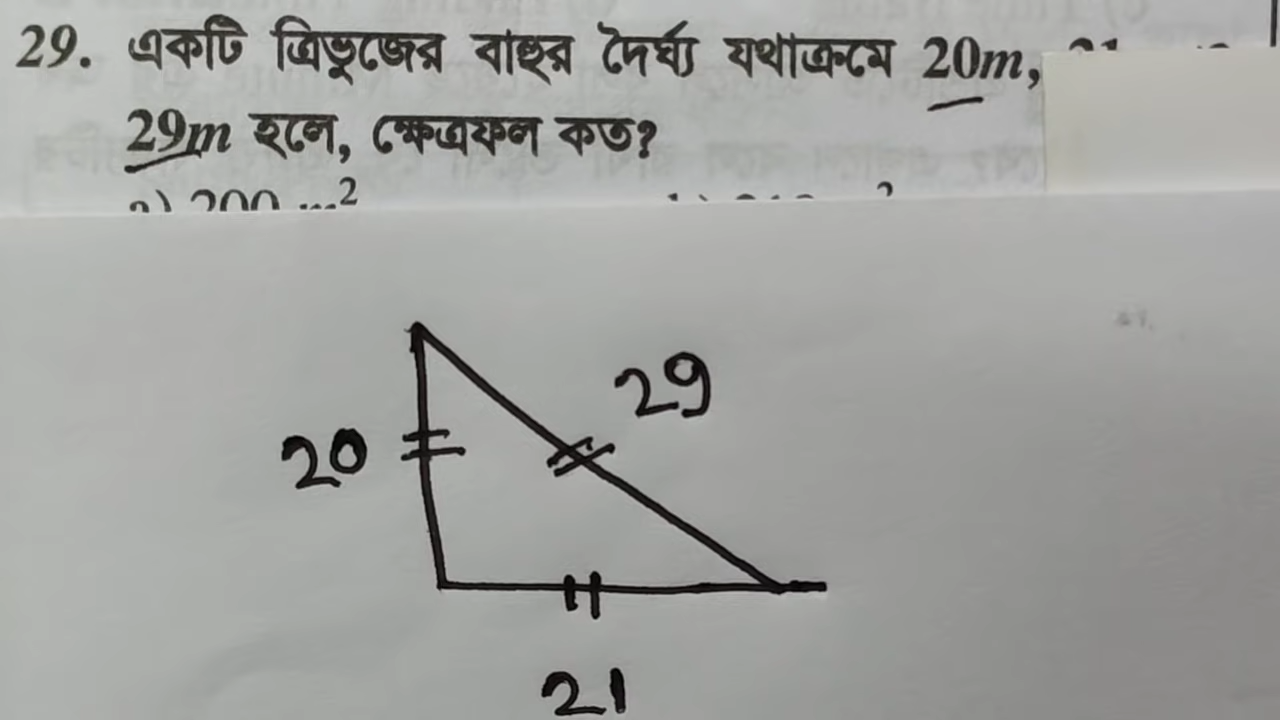 29. একটি ত্রিভুজের বাহুর দৈর্ঘ্য যথাক্রমে 20m,
29m হলে, ক্ষেত্রফল কত?
29
20
21